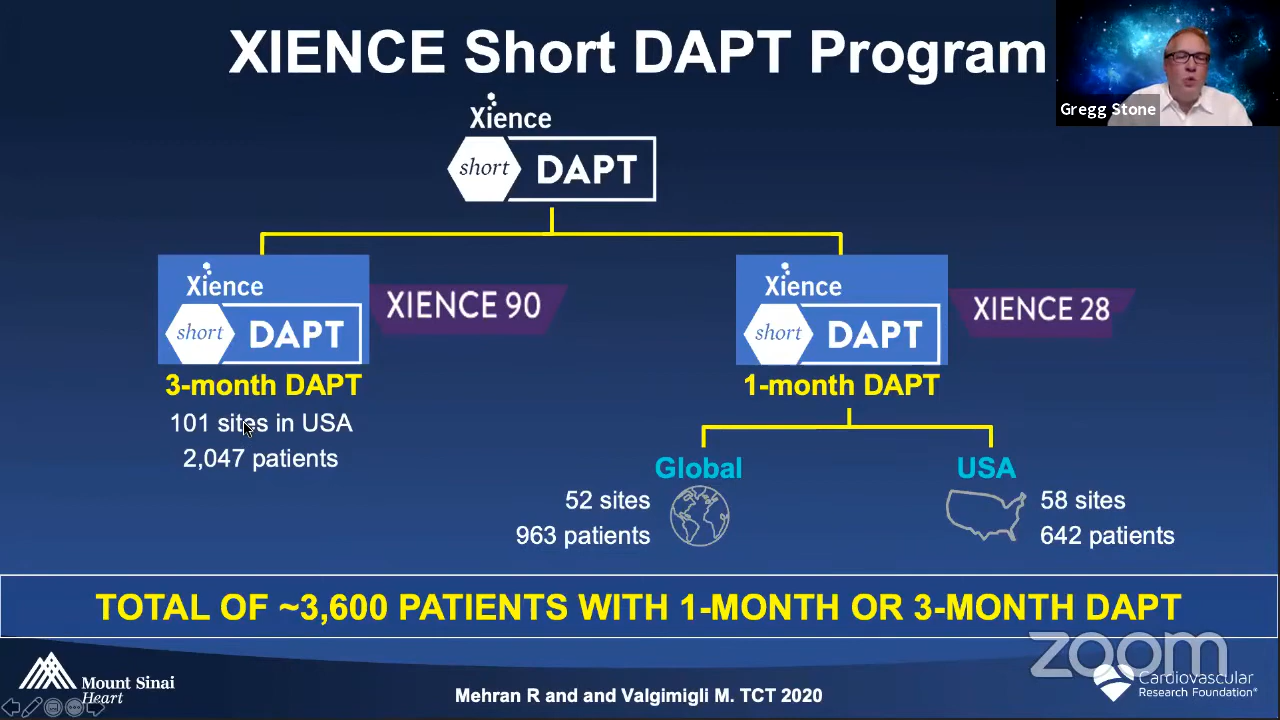 XIENCE Short DAPT Program
Gregg Stone
Xience
short DAPT
Xience
short DAPT
XIENCE 90
3-month DAPT
101 sites in USA
2,047 patients
Xience
short DAPT
XIENCE 28
1-month DAPT
Global
52 sites
963 patients
USA
58 sites
642 patients
TOTAL OF ~3,600 PATIENTS WITH 1-MONTH OR 3-MONTH DAPT
zoom
Mount Sinai
Heart
Mehran R and and Valgimigli M. TCT 2020
Cardiovascular
Research Foundation®